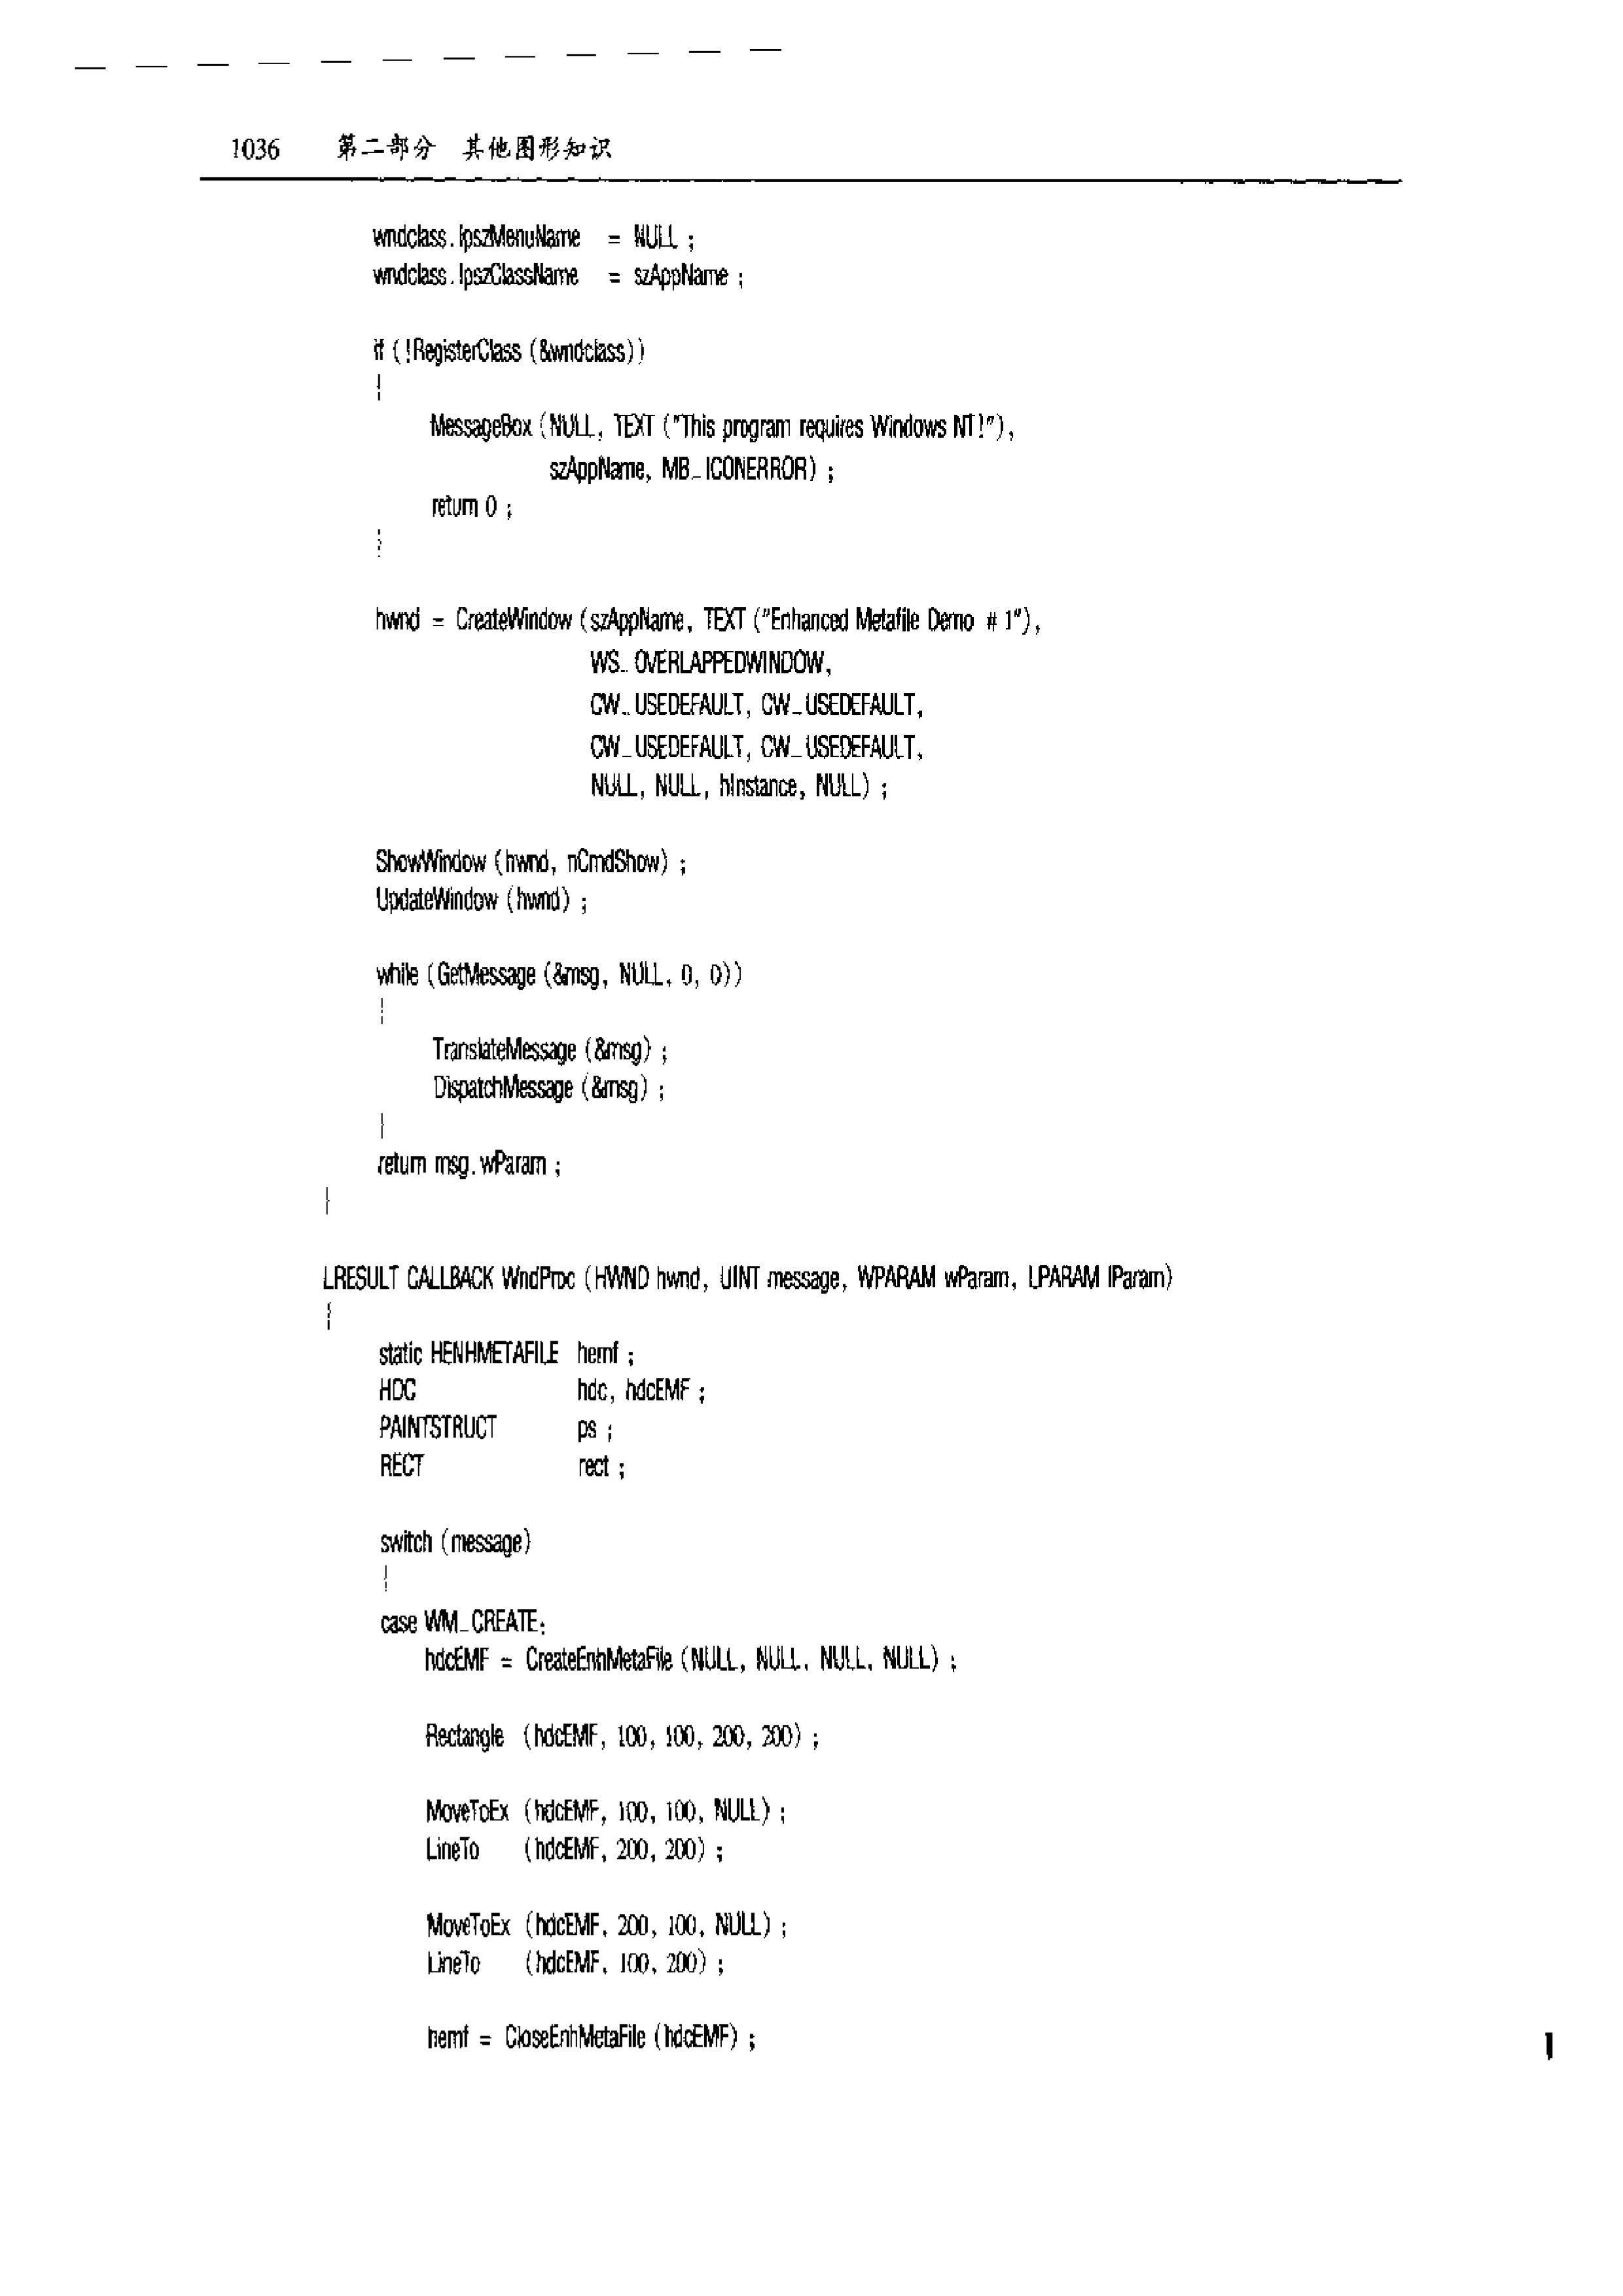 1036 第二部分 其他图形知识
wndclass.lpszMenuName = NULL ;
wndclass.lpszClassName = szAppName ;
if (!RegisterClass (&wndclass))
{
MessageBox (NULL, TEXT ("This program requires Windows NT!"),
szAppName, MB_ICONERROR) ;
return 0 ;
}
hwnd = CreateWindow (szAppName, TEXT ("Enhanced Metafile Demo #1"),
WS_OVERLAPPEDWINDOW,
CW_USEDEFAULT, CW_USEDEFAULT,
CW_USEDEFAULT, CW_USEDEFAULT,
NULL, NULL, hInstance, NULL) ;
ShowWindow (hwnd, nCmdShow) ;
UpdateWindow (hwnd) ;
while (GetMessage (&msg, NULL, 0, 0))
{
TranslateMessage (&msg) ;
DispatchMessage (&msg) ;
}
return msg.wParam ;
}
LRESULT CALLBACK WndProc (HWND hwnd, UINT message, WPARAM wParam, LPARAM lParam)
{
static HENHMETAFILE hemf ;
HDC hdc, hdcEMF ;
PAINTSTRUCT ps ;
RECT rect ;
switch (message)
{
case WM_CREATE:
hdcEMF = CreateEnhMetaFile (NULL, NULL, NULL, NULL) ;
Rectangle (hdcEMF, 100, 100, 200, 200) ;
MoveToEx (hdcEMF, 100, 100, NULL) ;
LineTo (hdcEMF, 200, 200) ;
MoveToEx (hdcEMF, 200, 100, NULL) ;
LineTo (hdcEMF, 100, 200) ;
hemf = CloseEnhMetaFile (hdcEMF) ;